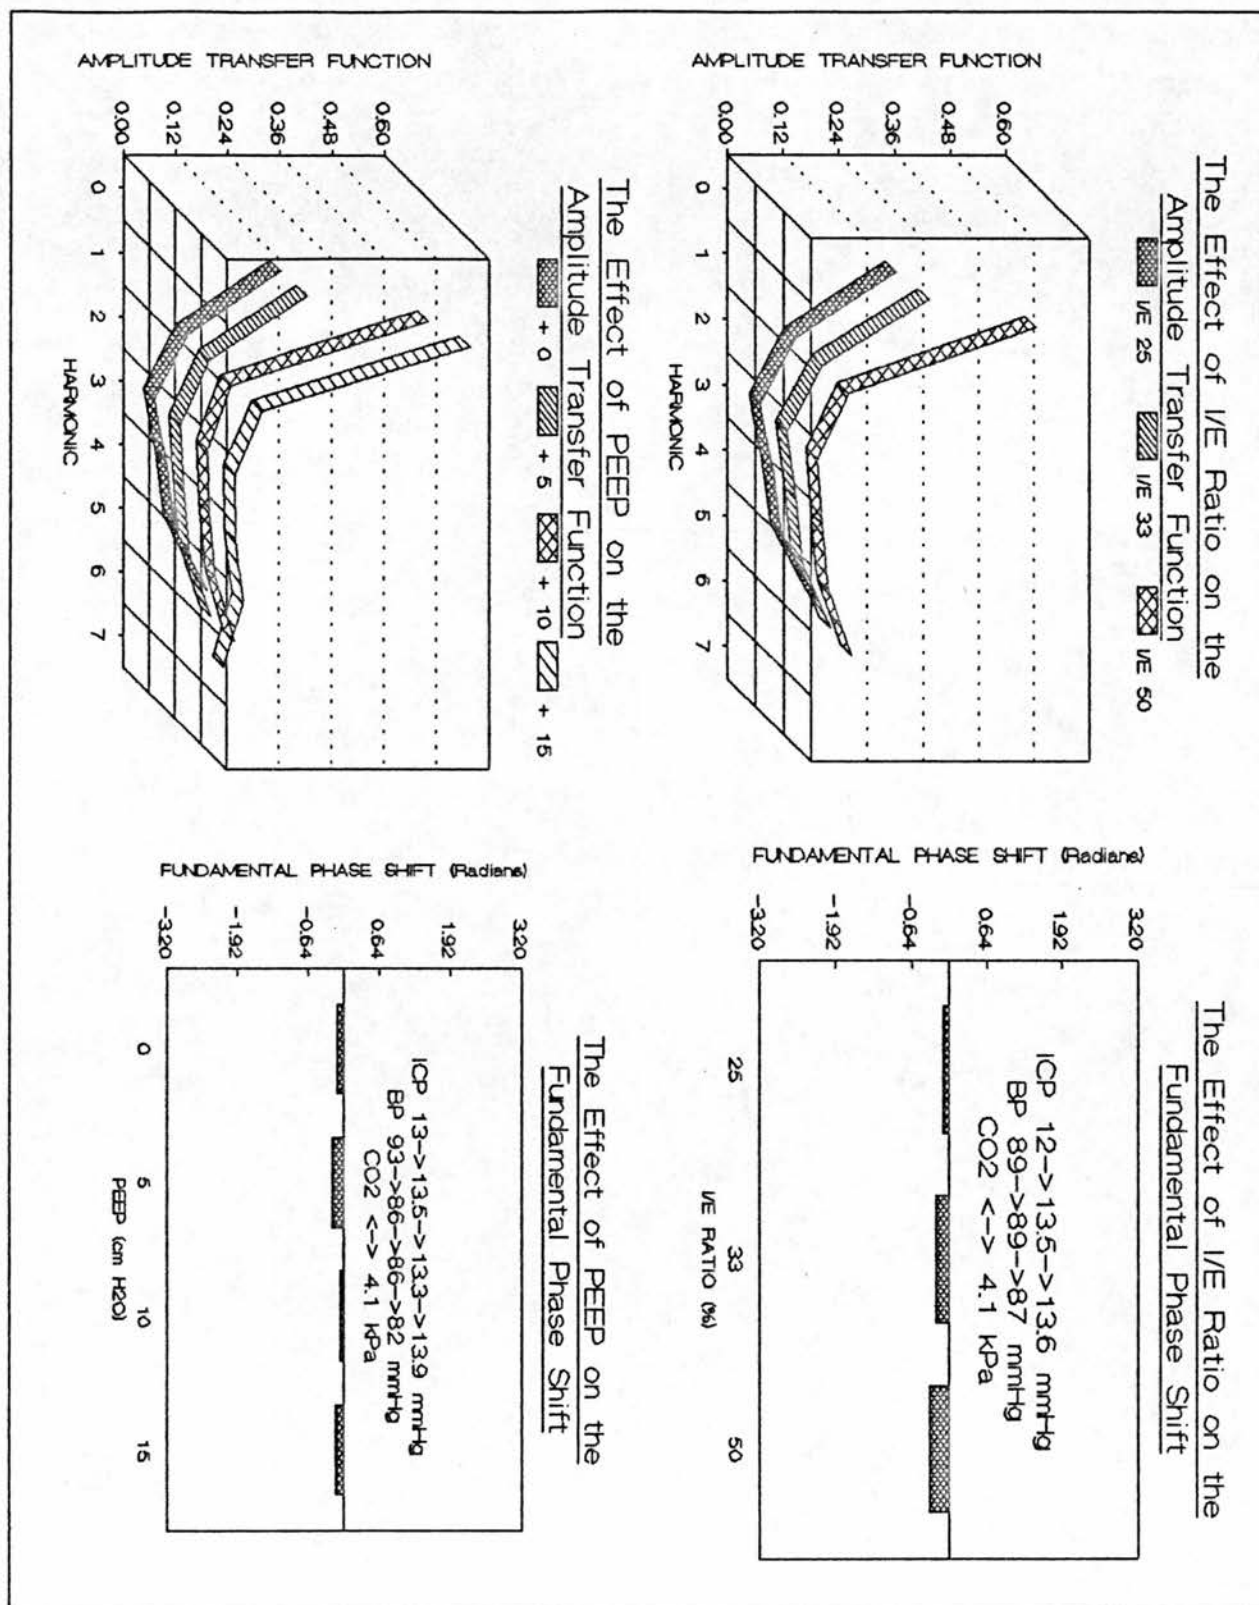 The Effect of I/E Ratio on the
Amplitude Transfer Function
I/E 25 I/E 33 I/E 50
AMPLITUDE TRANSFER FUNCTION
0.60
0.48
0.36
0.24
0.12
0.00
0 1 2 3 4 5 6 7
HARMONIC
The Effect of I/E Ratio on the
Fundamental Phase Shift
FUNDAMENTAL PHASE SHIFT (Radians)
3.20
1.92
0.64
-0.64
-1.92
-3.20
ICP 12->13.5->13.6 mmHg
BP 89->89->87 mmHg
CO2 <-> 4.1 kPa
25 33 50
I/E RATIO (%)
The Effect of PEEP on the
Amplitude Transfer Function
+ 0 + 5 + 10 + 15
AMPLITUDE TRANSFER FUNCTION
0.60
0.48
0.36
0.24
0.12
0.00
0 1 2 3 4 5 6 7
HARMONIC
The Effect of PEEP on the
Fundamental Phase Shift
FUNDAMENTAL PHASE SHIFT (Radians)
3.20
1.92
0.64
-0.64
-1.92
-3.20
ICP 13->13.5->13.3->13.9 mmHg
BP 93->86->86->82 mmHg
CO2 <-> 4.1 kPa
0 5 10 15
PEEP (cm H2O)